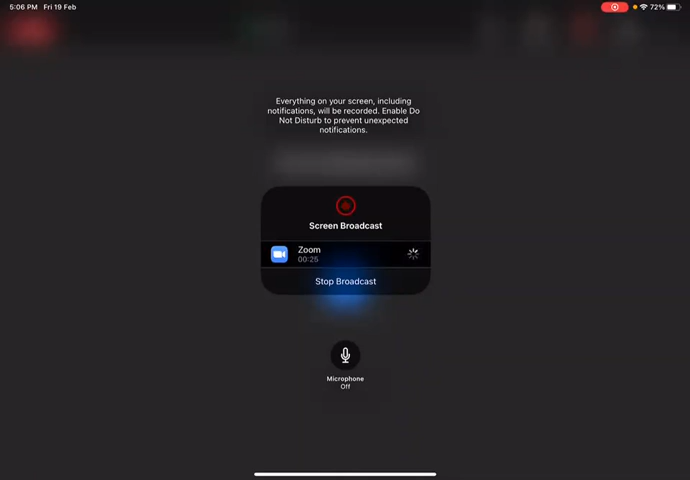 5:06 PM Fri 19 Feb
72%
Everything on your screen, including
notifications, will be recorded. Enable Do
Not Disturb to prevent unexpected
notifications.
Screen Broadcast
Zoom
00:25
Stop Broadcast
Microphone
Off